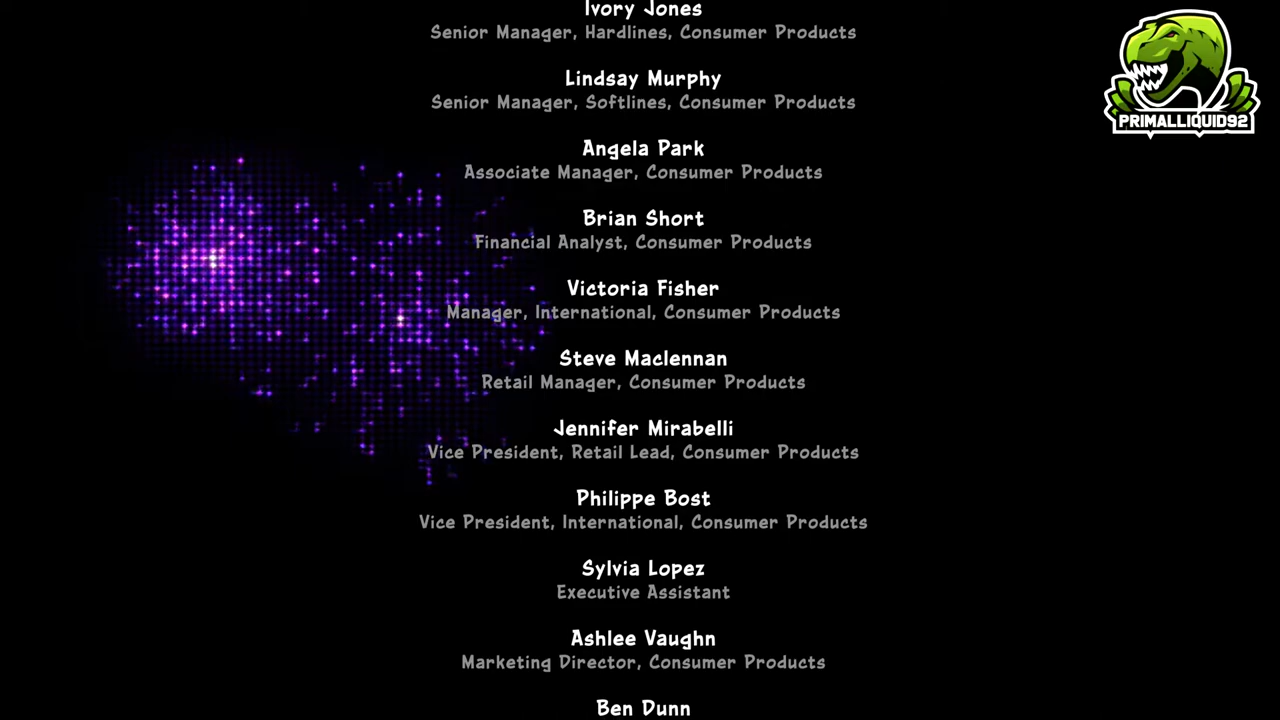 Ivory Jones
Senior Manager, Hardlines, Consumer Products
Lindsay Murphy
Senior Manager, Softlines, Consumer Products
Angela Park
Associate Manager, Consumer Products
Brian Short
Financial Analyst, Consumer Products
Victoria Fisher
Manager, International, Consumer Products
Steve Maclennan
Retail Manager, Consumer Products
Jennifer Mirabelli
Vice President, Retail Lead, Consumer Products
Philippe Bost
Vice President, International, Consumer Products
Sylvia Lopez
Executive Assistant
Ashlee Vaughn
Marketing Director, Consumer Products
Ben Dunn
PRIMALLIQUID92